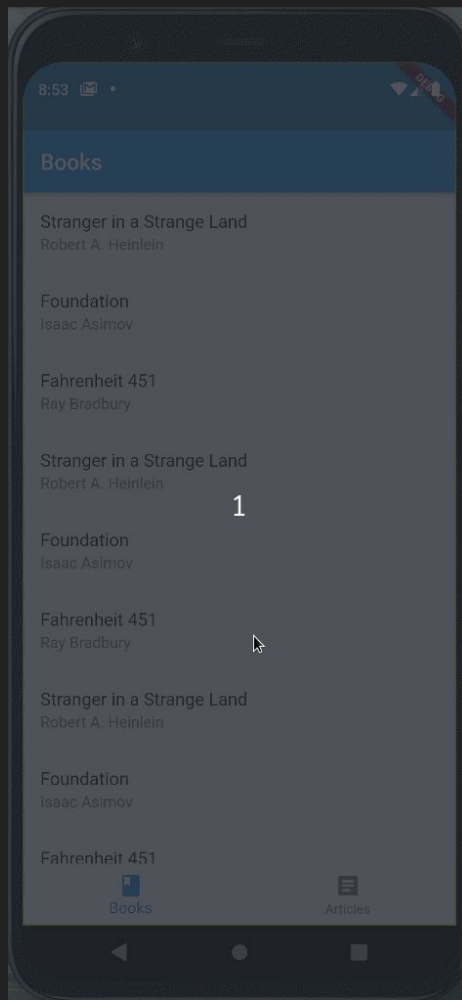 8:53
DEBUG
Books
Stranger in a Strange Land
Robert A. Heinlein
Foundation
Isaac Asimov
Fahrenheit 451
Ray Bradbury
Stranger in a Strange Land
Robert A. Heinlein
1
Foundation
Isaac Asimov
Fahrenheit 451
Ray Bradbury
Stranger in a Strange Land
Robert A. Heinlein
Foundation
Isaac Asimov
Fahrenheit 451
Books
Articles